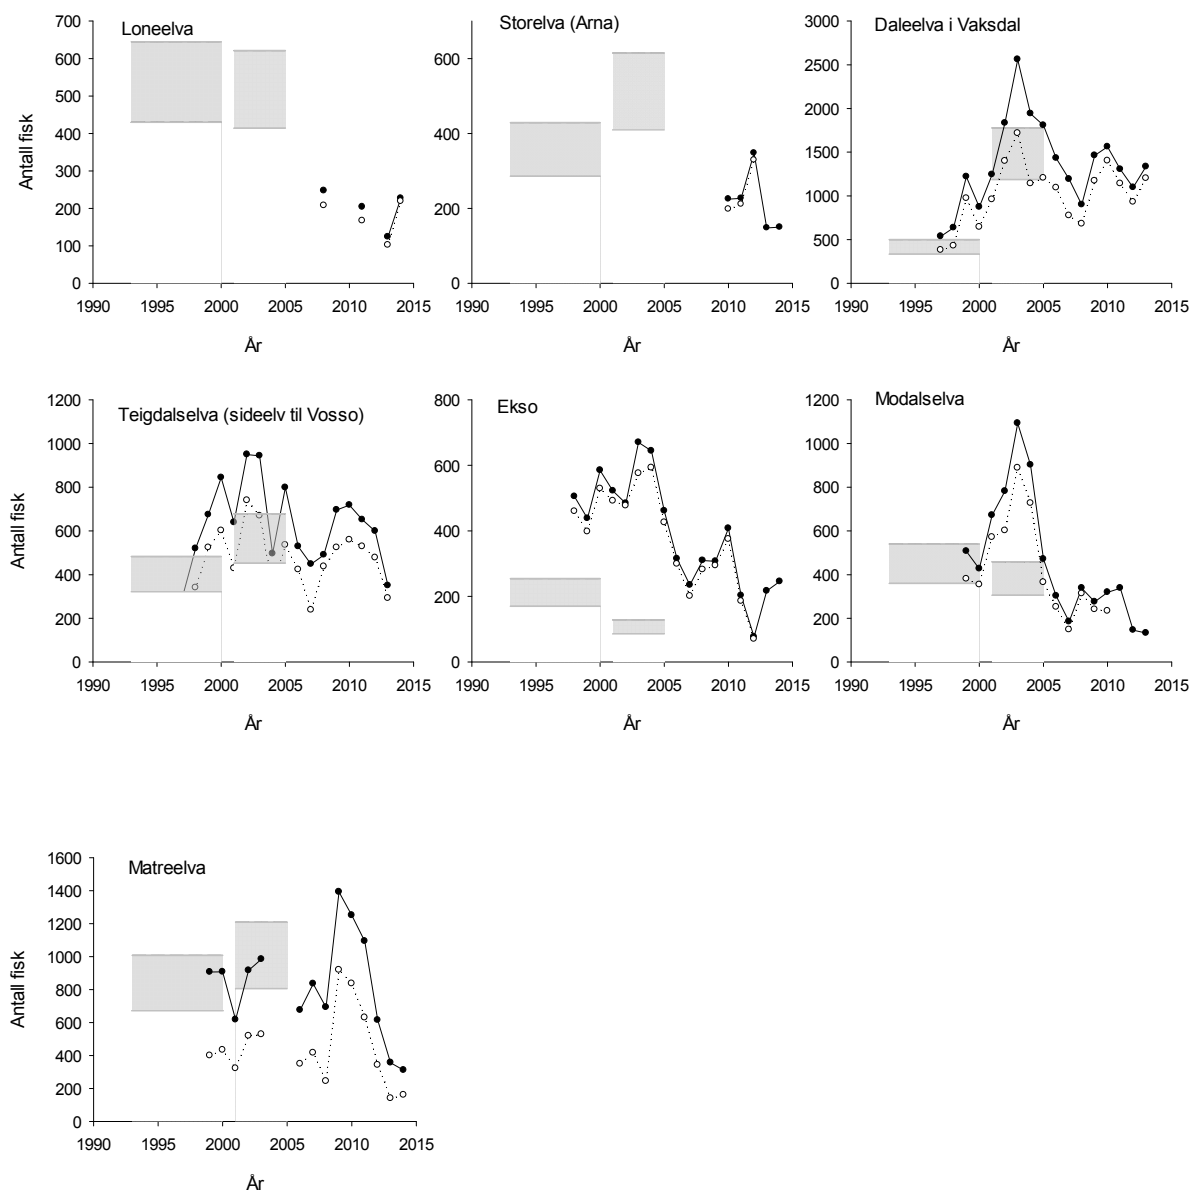 Loneelva
Antall fisk
700
600
500
400
300
200
100
0
1990 1995 2000 2005 2010 2015
År
Storelva (Arna)
600
400
200
0
1990 1995 2000 2005 2010 2015
År
Daleelva i Vaksdal
3000
2500
2000
1500
1000
500
0
1990 1995 2000 2005 2010 2015
År
Teigdalselva (sideelv til Vosso)
Antall fisk
1200
1000
800
600
400
200
0
1990 1995 2000 2005 2010 2015
År
Ekso
800
600
400
200
0
1990 1995 2000 2005 2010 2015
År
Modalselva
1200
1000
800
600
400
200
0
1990 1995 2000 2005 2010 2015
År
Matreelva
Antall fisk
1600
1400
1200
1000
800
600
400
200
0
1990 1995 2000 2005 2010 2015
År